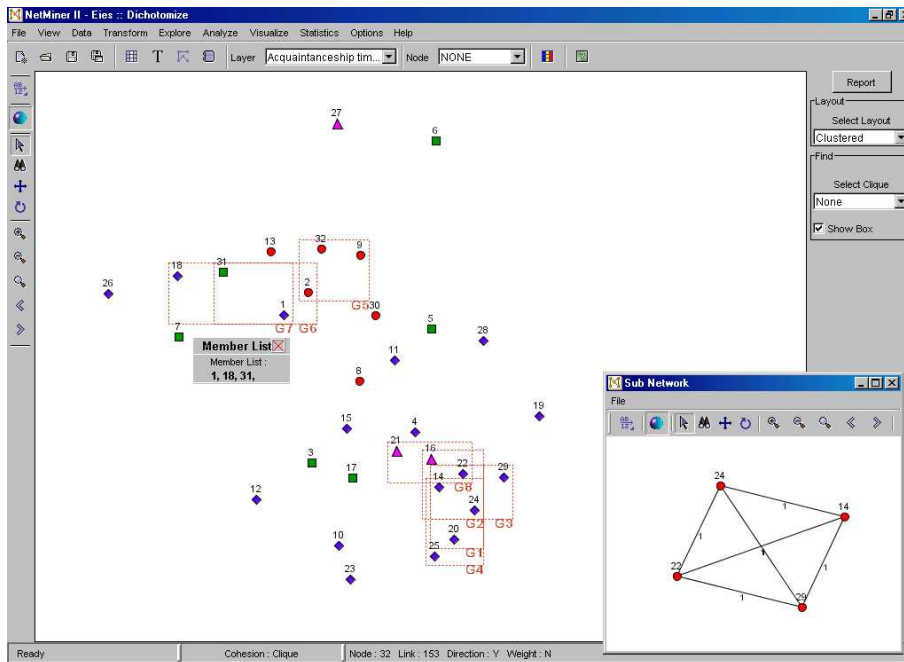 NetMiner II - Eies :: Dichotomize
File View Data Transform Explore Analyze Visualize Statistics Options Help
Layer Acquaintanceship tim... Node NONE
Report
Layout
Select Layout
Clustered
Find
Select Clique
None
Show Box
27
6
13
32
9
18
31
26
2
1
G5
30
G7 G6
7
5
28
11
Member List
Member List :
1, 18, 31,
8
19
15
4
21
16
3
17
22
29
14
G8
12
24
G2 G3
20
10
25
G1
G4
23
Sub Network
File
24
1
14
1
1
1
22
1
29
Ready
Cohesion : Clique
Node : 32 Link : 153 Direction : Y Weight : N